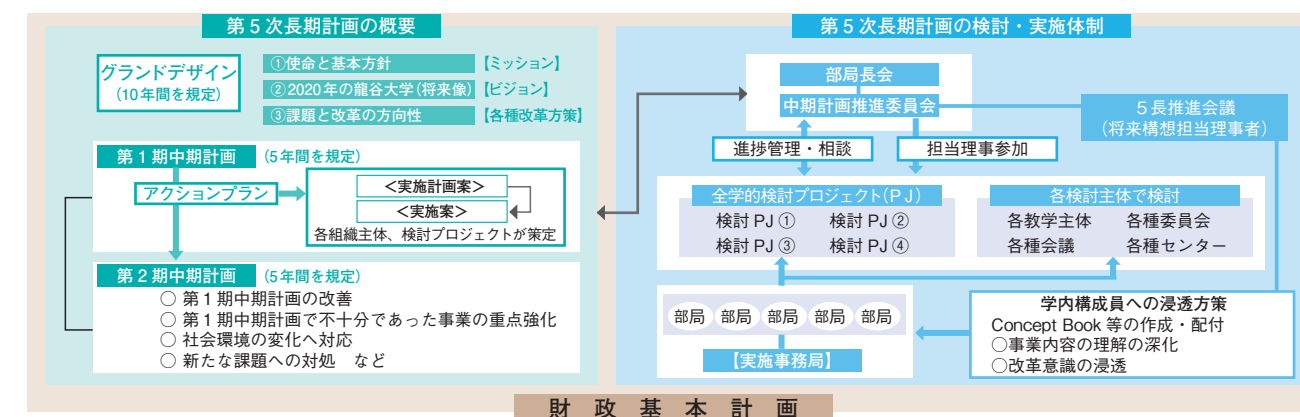 第５次長期計画の概要
グランドデザイン
(10年間を規定)
①使命と基本方針
【ミッション】
②2020年の龍谷大学(将来像)
【ビジョン】
③課題と改革の方向性
【各種改革方策】
第１期中期計画
(5年間を規定)
アクションプラン
＜実施計画案＞
＜実施案＞
各組織主体、検討プロジェクトが策定
第２期中期計画
(5年間を規定)
○ 第１期中期計画の改善
○ 第１期中期計画で不十分であった事業の重点強化
○ 社会環境の変化へ対応
○ 新たな課題への対処　など
第５次長期計画の検討・実施体制
部局長会
中期計画推進委員会
５長推進会議
(将来構想担当理事者)
進捗管理・相談
担当理事参加
全学的検討プロジェクト(ＰＪ)
検討 PJ ①
検討 PJ ②
検討 PJ ③
検討 PJ ④
各検討主体で検討
各教学主体
各種委員会
各種会議
各種センター
部局 部局 部局 部局 部局
【実施事務局】
学内構成員への浸透方策
Concept Book 等の作成・配付
○事業内容の理解の深化
○改革意識の浸透
財政基本計画